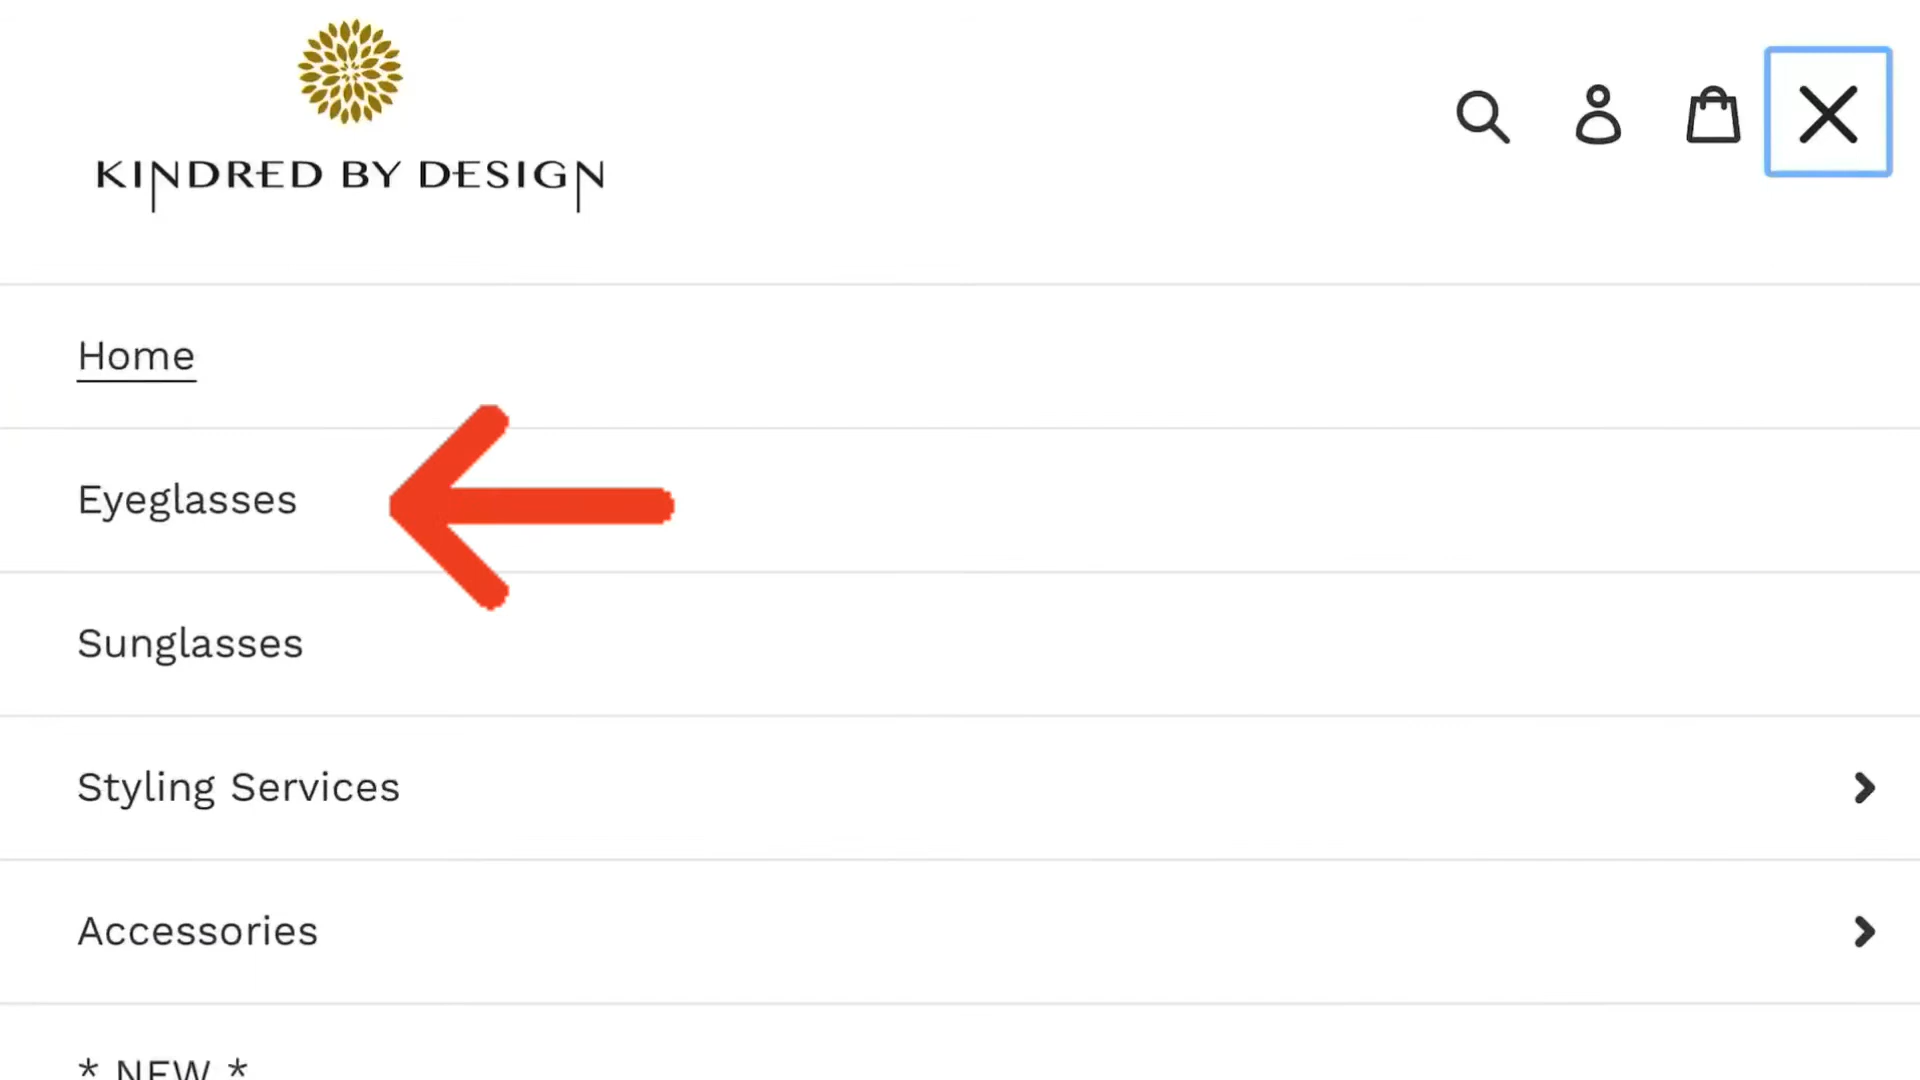 KINDRED BY DESIGN
Home
Eyeglasses
Sunglasses
Styling Services
Accessories
* NEW *